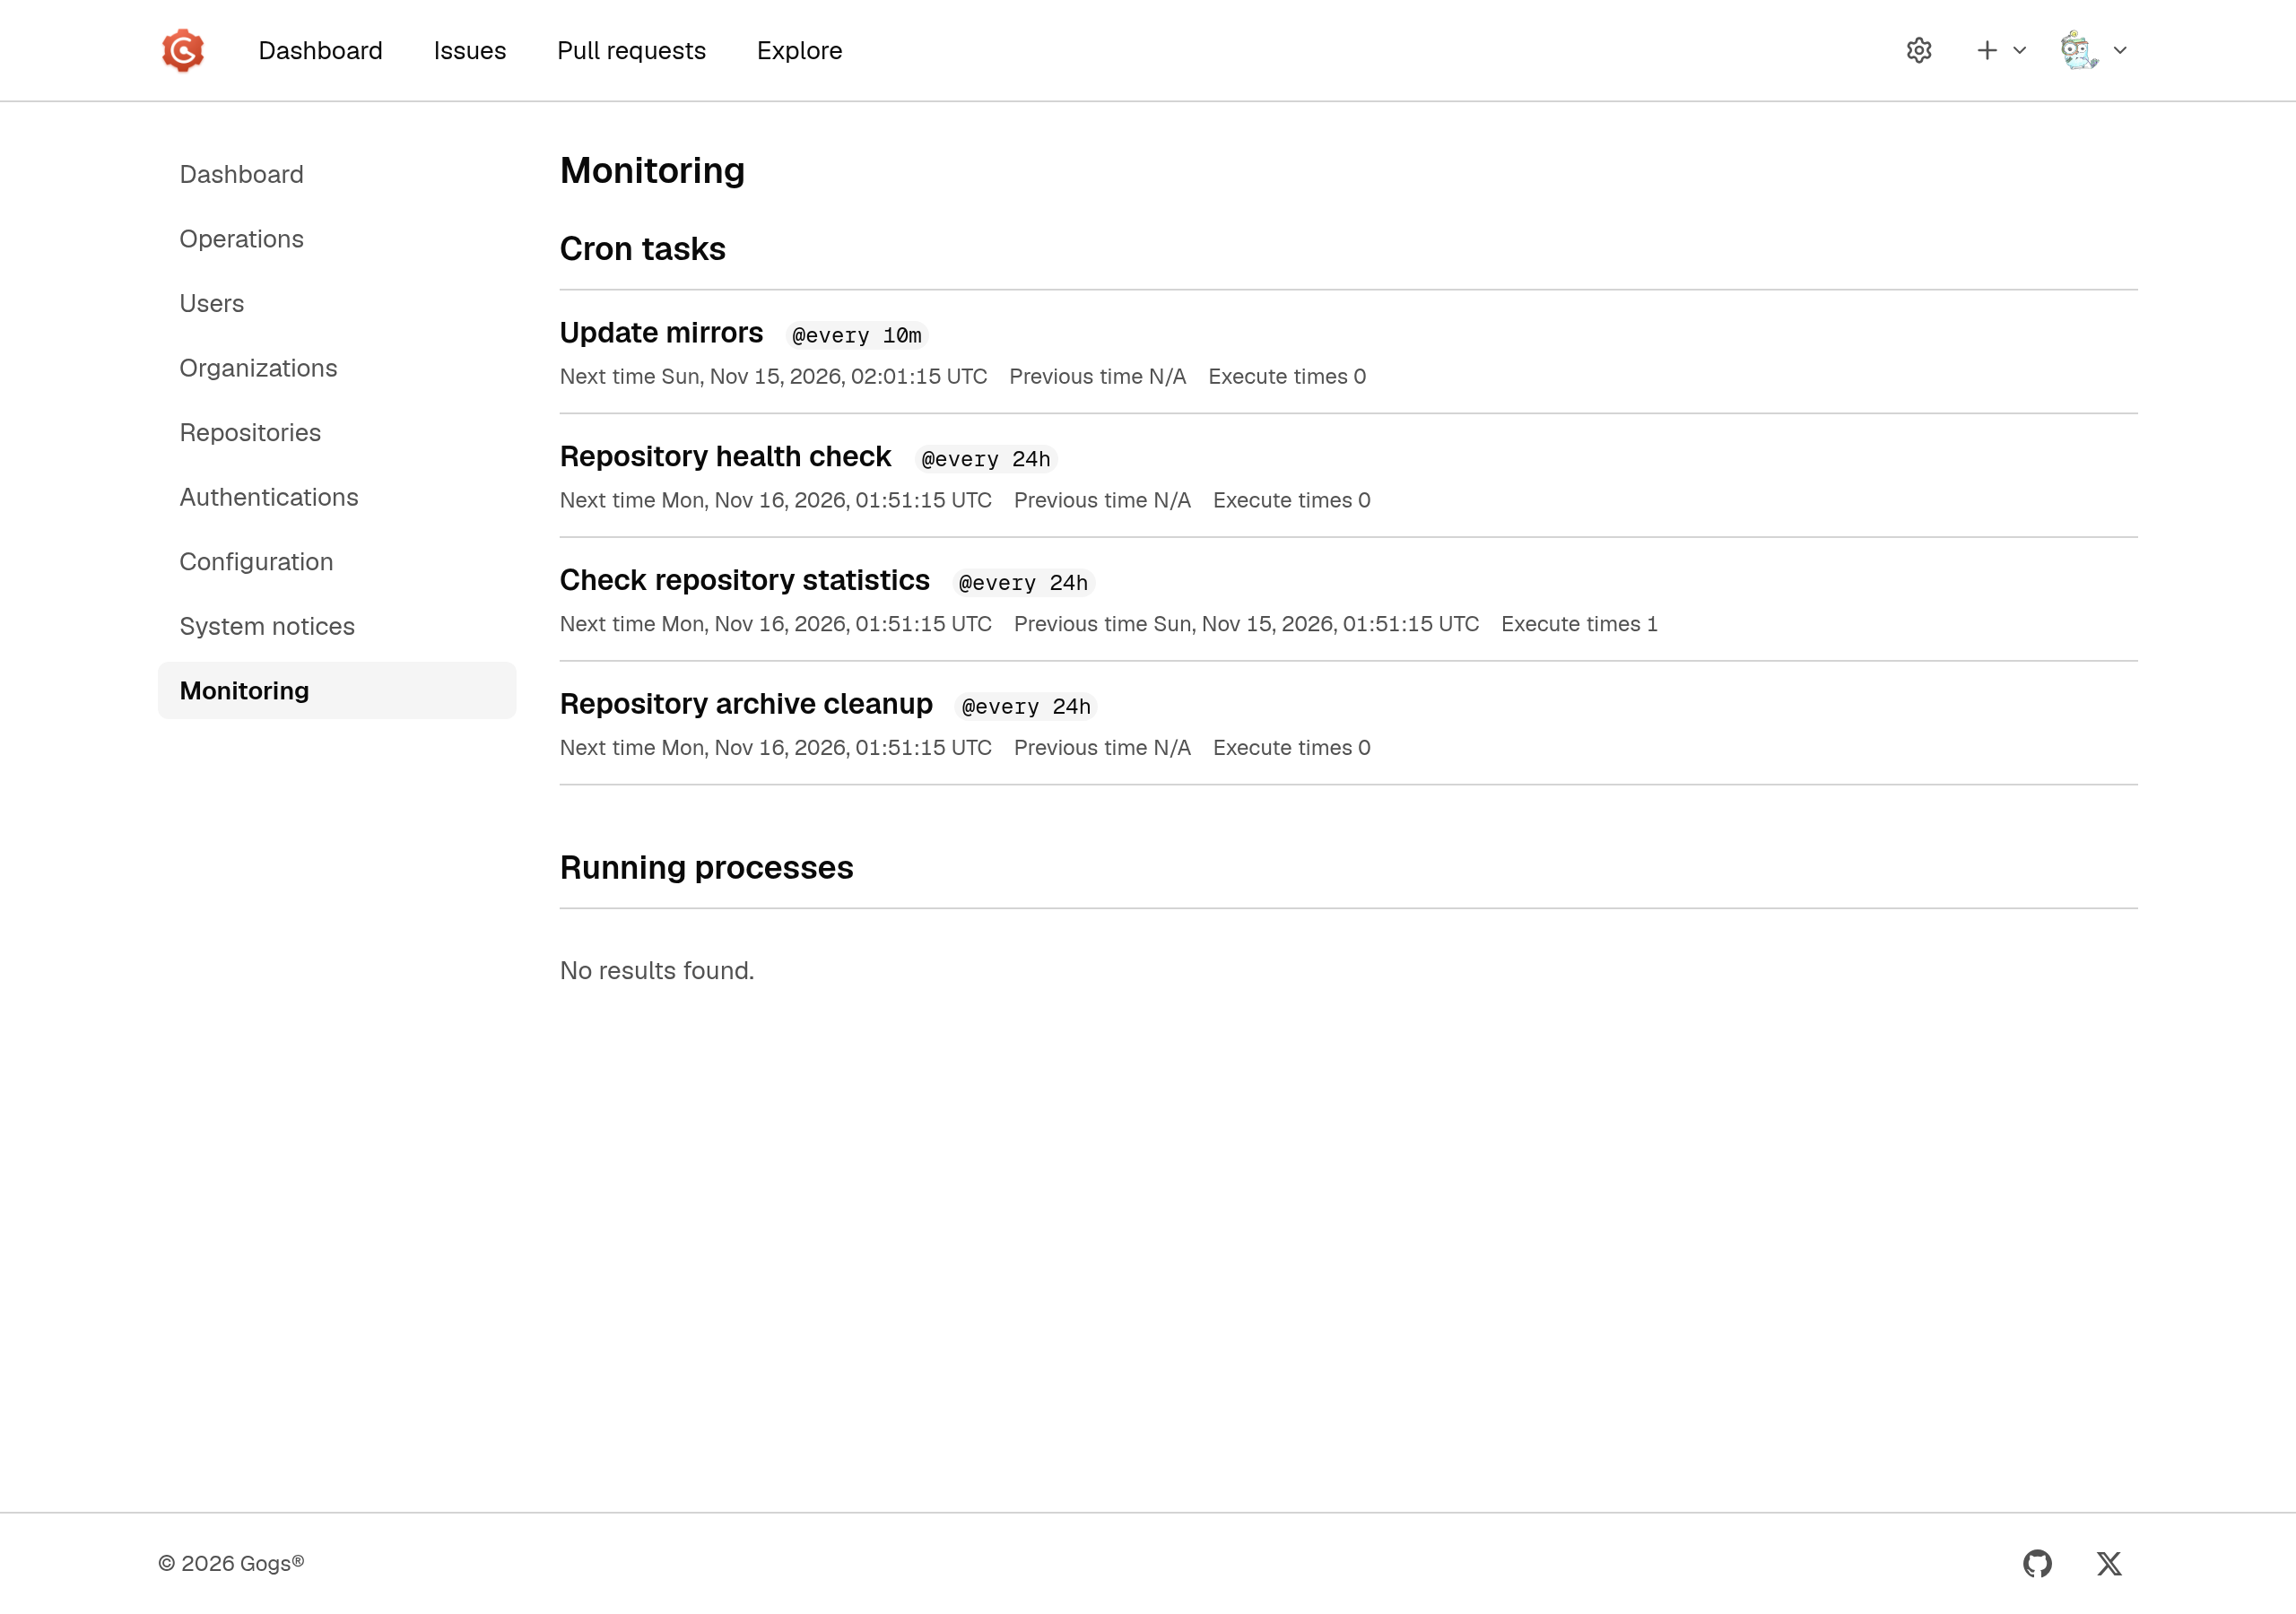 Dashboard Issues Pull requests Explore
Dashboard
Operations
Users
Organizations
Repositories
Authentications
Configuration
System notices
Monitoring
Monitoring
Cron tasks
Update mirrors @every 10m
Next time Sun, Nov 15, 2026, 02:01:15 UTC Previous time N/A Execute times 0
Repository health check @every 24h
Next time Mon, Nov 16, 2026, 01:51:15 UTC Previous time N/A Execute times 0
Check repository statistics @every 24h
Next time Mon, Nov 16, 2026, 01:51:15 UTC Previous time Sun, Nov 15, 2026, 01:51:15 UTC Execute times 1
Repository archive cleanup @every 24h
Next time Mon, Nov 16, 2026, 01:51:15 UTC Previous time N/A Execute times 0
Running processes
No results found.
© 2026 Gogs®